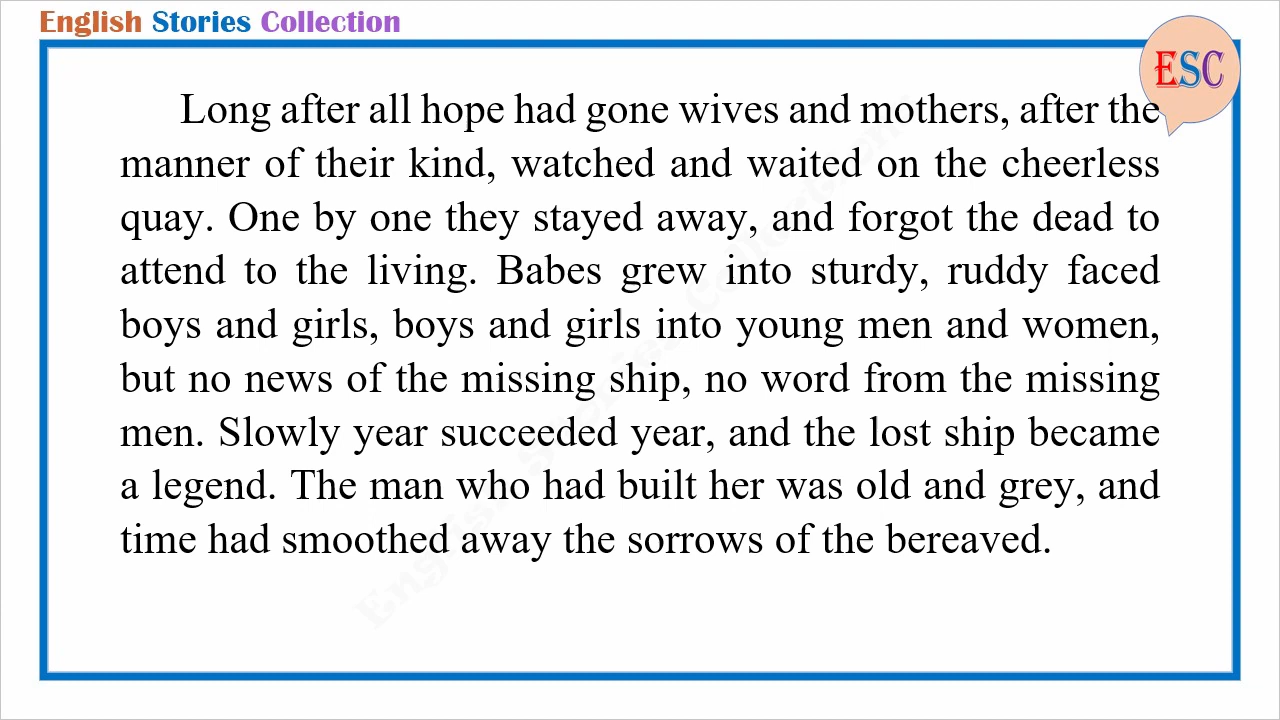 English Stories Collection
ESC
Long after all hope had gone wives and mothers, after the
manner of their kind, watched and waited on the cheerless
quay. One by one they stayed away, and forgot the dead to
attend to the living. Babes grew into sturdy, ruddy faced
boys and girls, boys and girls into young men and women,
but no news of the missing ship, no word from the missing
men. Slowly year succeeded year, and the lost ship became
a legend. The man who had built her was old and grey, and
time had smoothed away the sorrows of the bereaved.
English Stories Collection